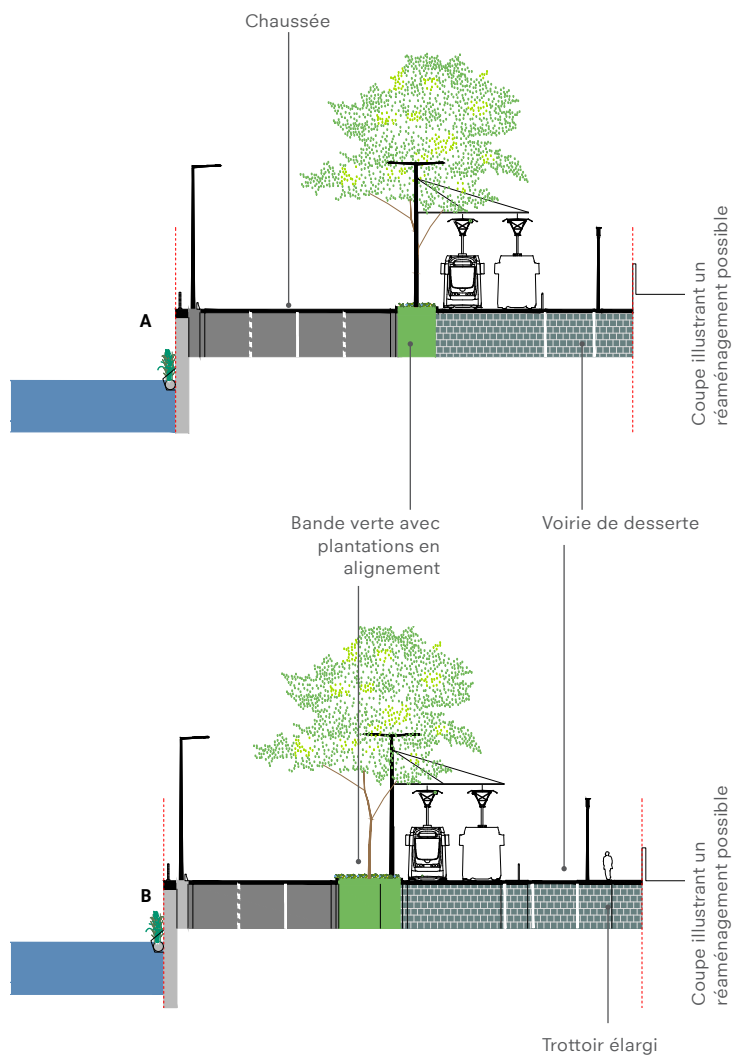 Chaussée
A
Coupe illustrant un
réaménagement possible
Bande verte avec
plantations en
alignement
Voirie de desserte
B
Coupe illustrant un
réaménagement possible
Trottoir élargi